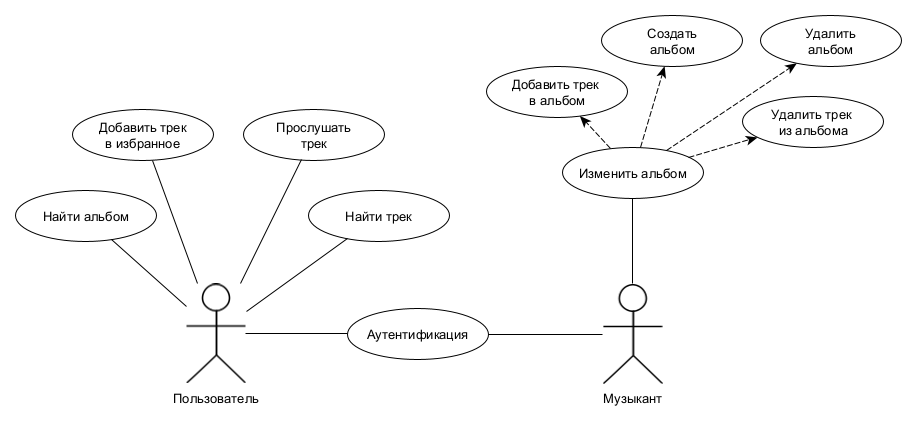 Создать
альбом
Удалить
альбом
Добавить трек
в альбом
Удалить трек
из альбома
Добавить трек
в избранное
Прослушать
трек
Изменить альбом
Найти альбом
Найти трек
Аутентификация
Пользователь
Музыкант